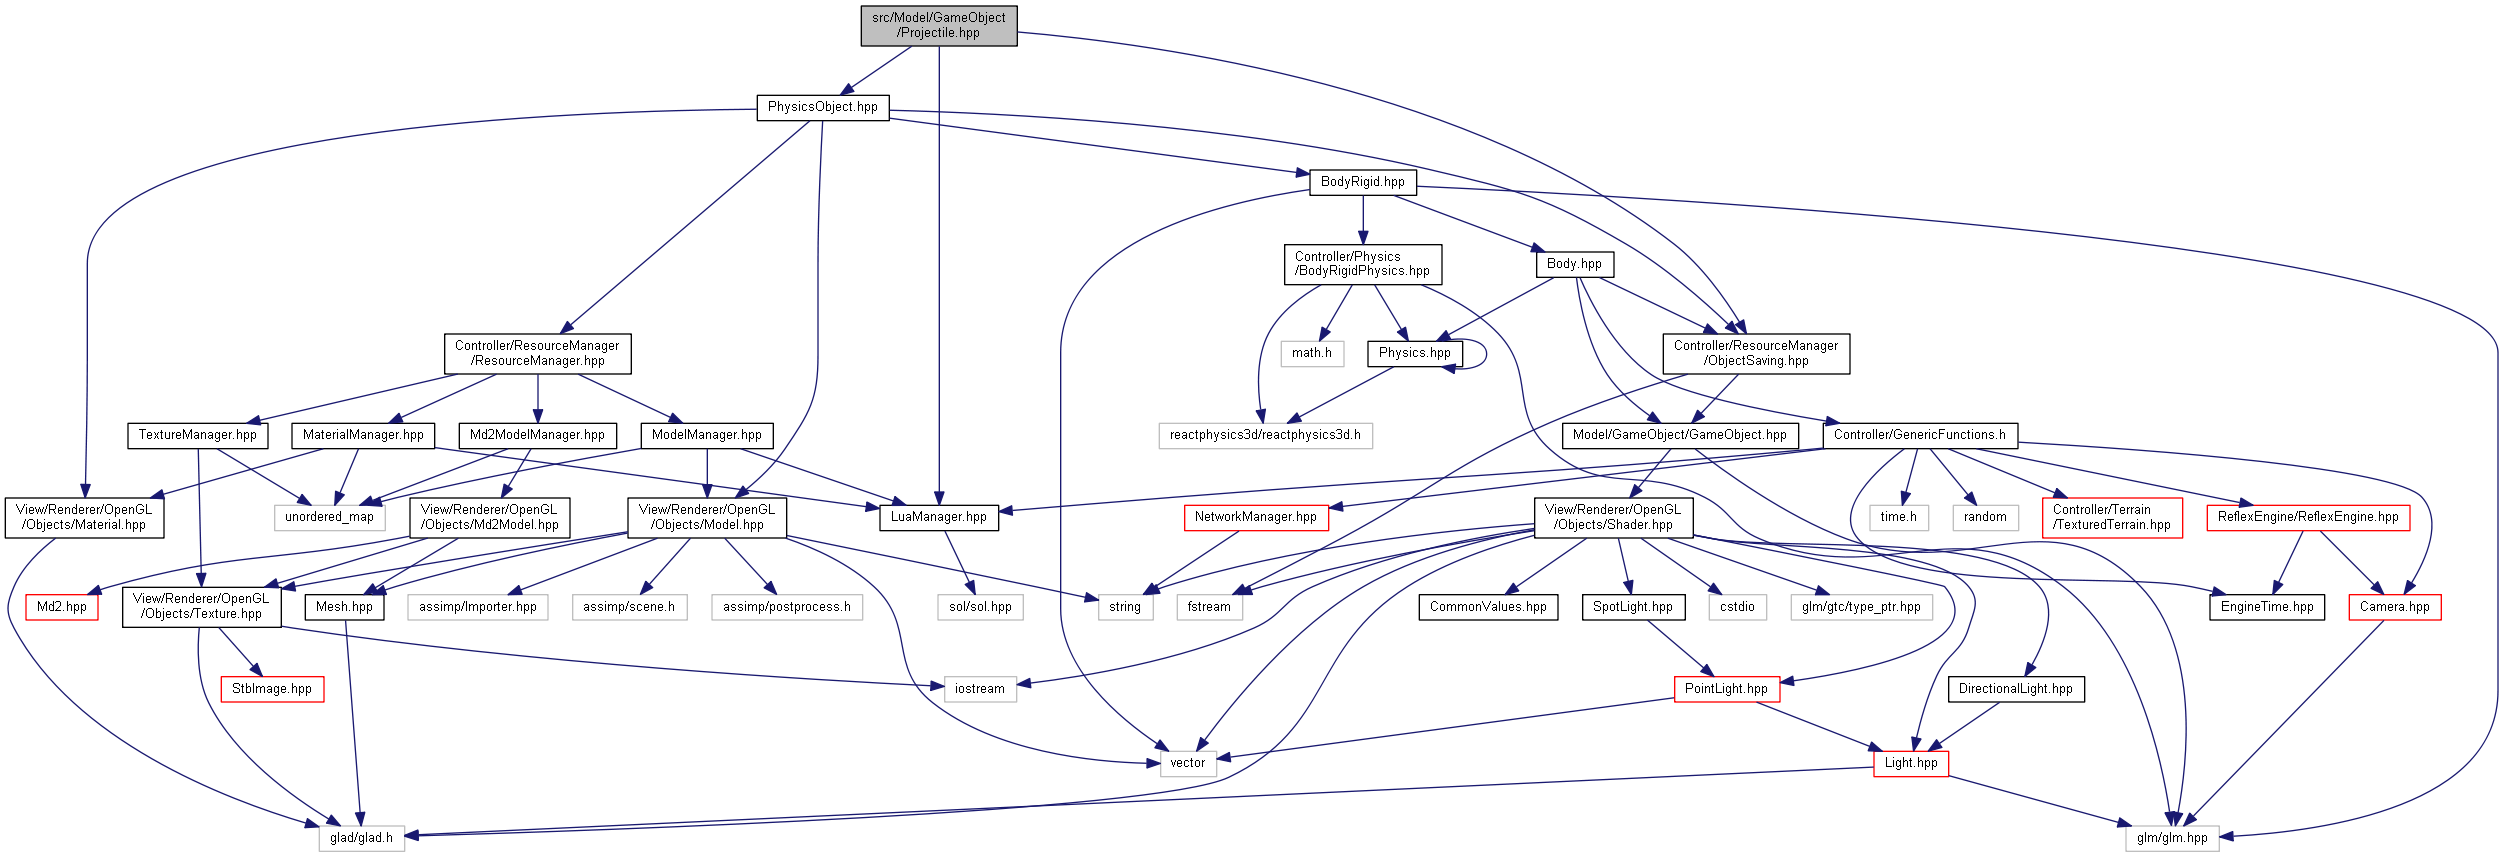 src/Model/GameObject
/Projectile.hpp
PhysicsObject.hpp
BodyRigid.hpp
Controller/Physics
/BodyRigidPhysics.hpp
Body.hpp
Controller/ResourceManager
/ResourceManager.hpp
math.h
Physics.hpp
Controller/ResourceManager
/ObjectSaving.hpp
TextureManager.hpp
MaterialManager.hpp
Md2ModelManager.hpp
ModelManager.hpp
reactphysics3d/reactphysics3d.h
Model/GameObject/GameObject.hpp
Controller/GenericFunctions.h
View/Renderer/OpenGL
/Objects/Material.hpp
unordered_map
View/Renderer/OpenGL
/Objects/Md2Model.hpp
View/Renderer/OpenGL
/Objects/Model.hpp
LuaManager.hpp
NetworkManager.hpp
View/Renderer/OpenGL
/Objects/Shader.hpp
time.h
random
Controller/Terrain
/TexturedTerrain.hpp
ReflexEngine/ReflexEngine.hpp
Md2.hpp
View/Renderer/OpenGL
/Objects/Texture.hpp
Mesh.hpp
assimp/Importer.hpp
assimp/scene.h
assimp/postprocess.h
sol/sol.hpp
string
fstream
CommonValues.hpp
SpotLight.hpp
cstdio
glm/gtc/type_ptr.hpp
EngineTime.hpp
Camera.hpp
StbImage.hpp
iostream
PointLight.hpp
DirectionalLight.hpp
vector
Light.hpp
glad/glad.h
glm/glm.hpp